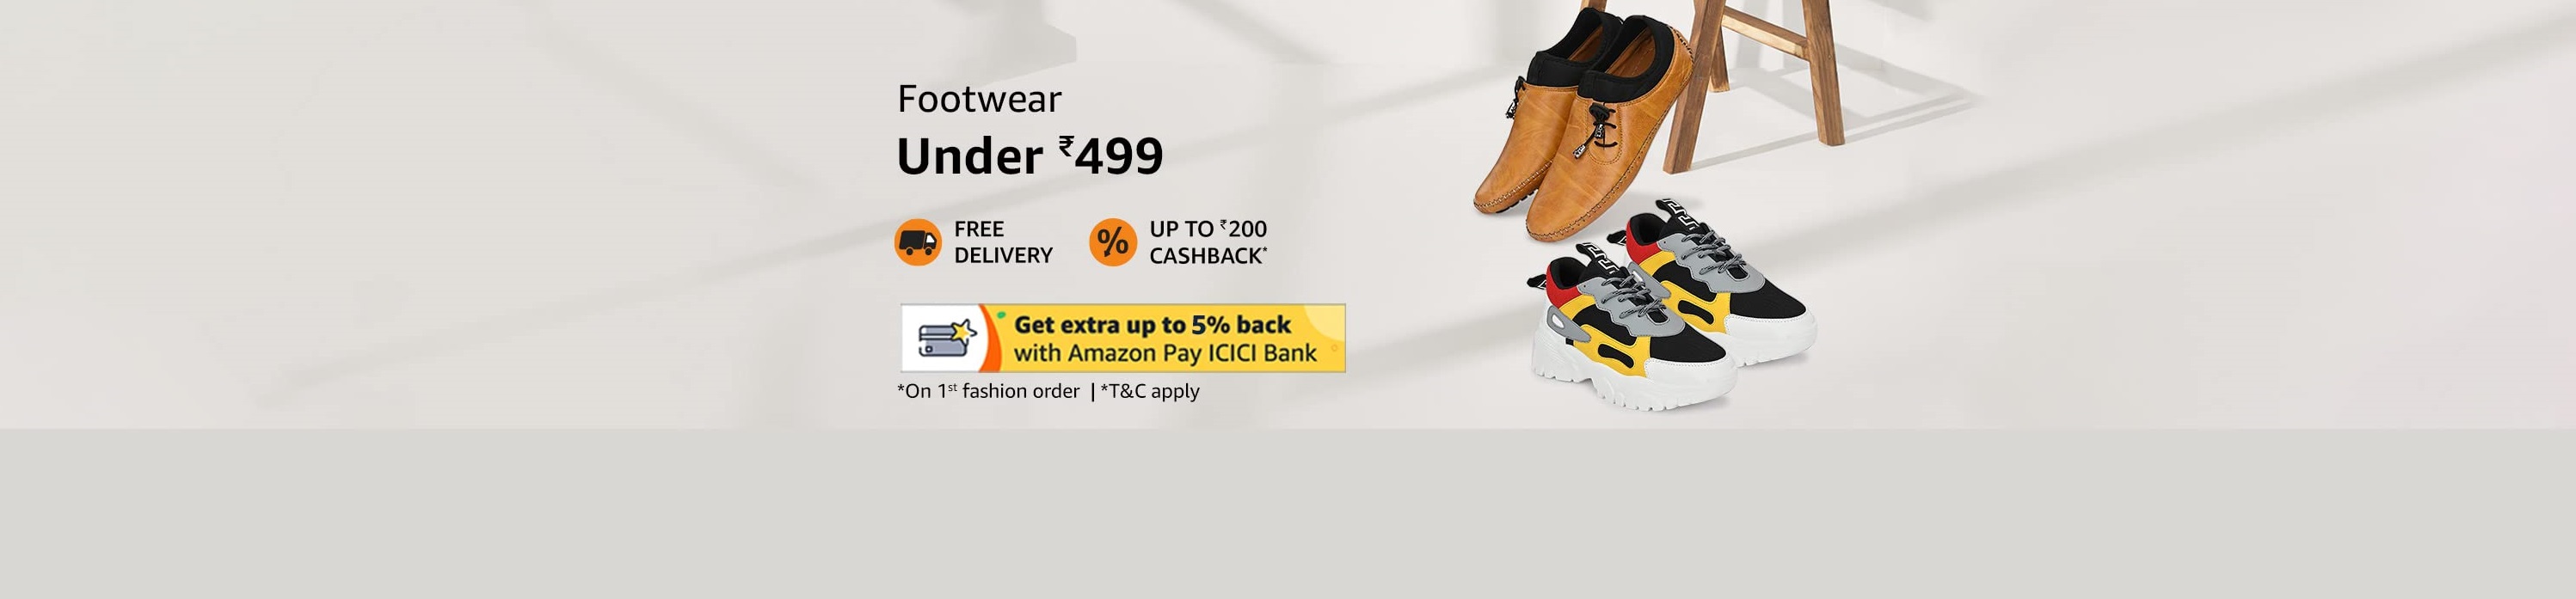 Footwear
Under ₹499
FREE
DELIVERY
UP TO ₹200
CASHBACK*
Get extra up to 5% back
with Amazon Pay ICICI Bank
*On 1st fashion order | *T&C apply